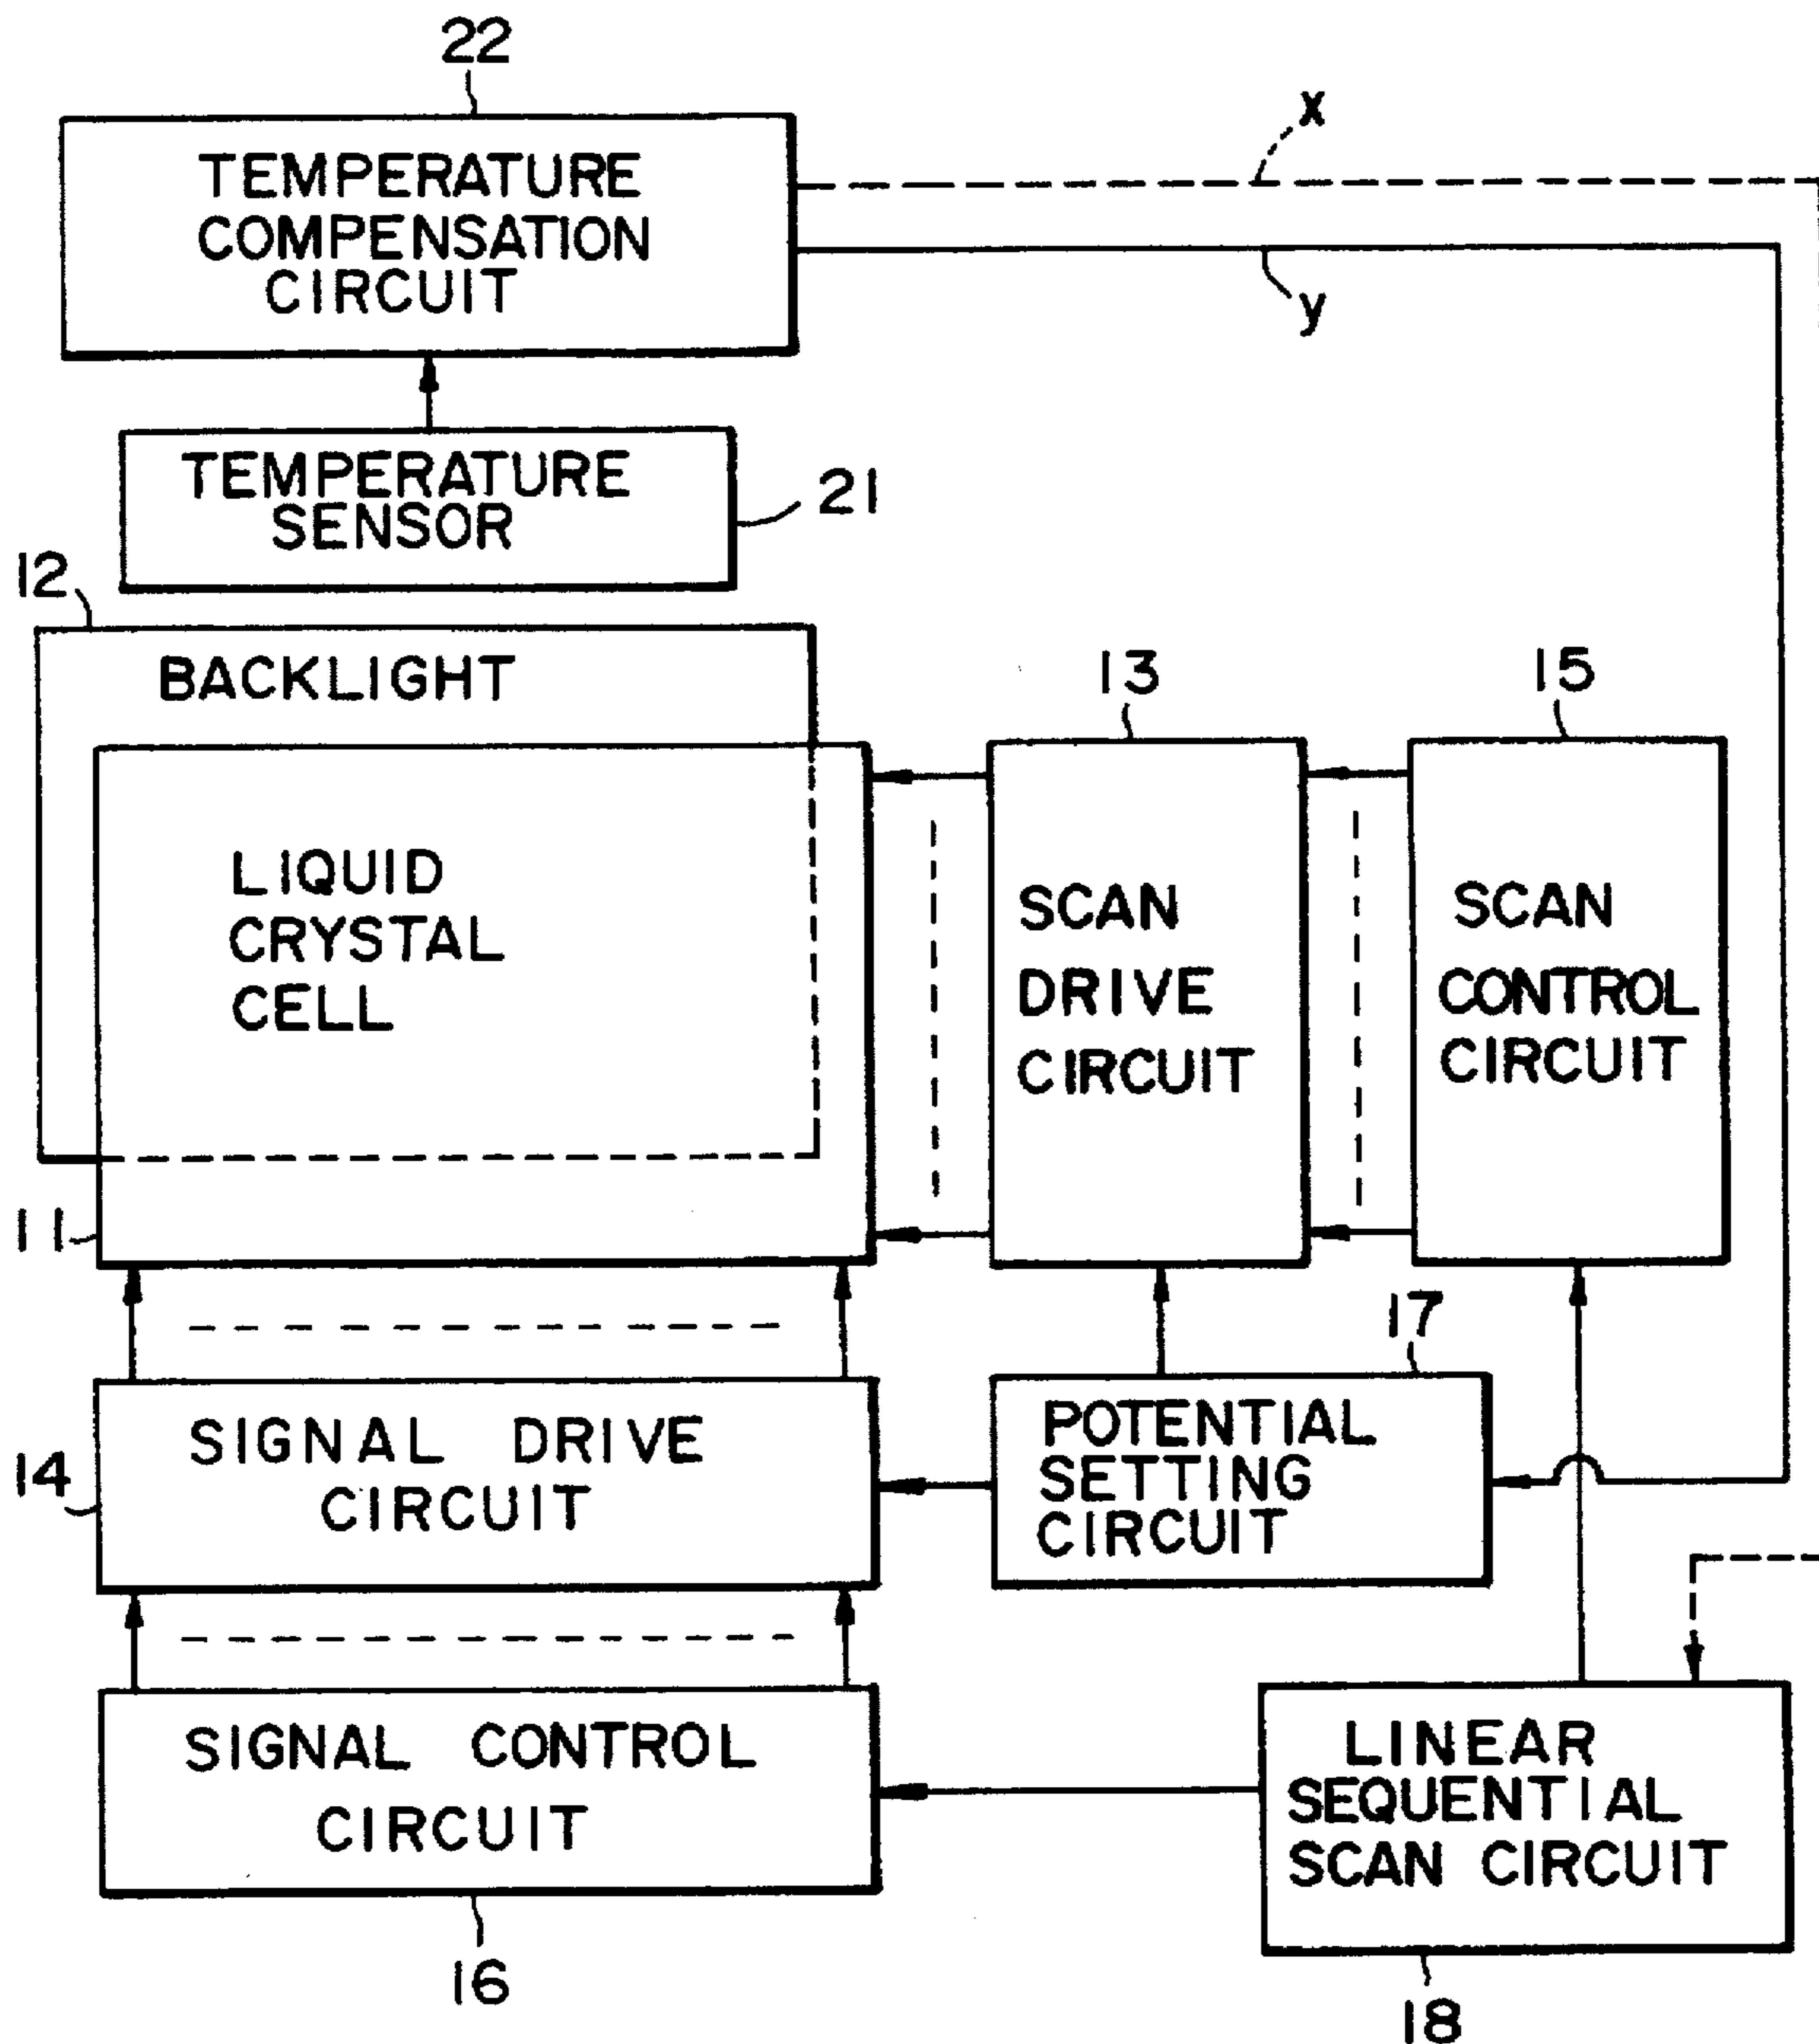 22
TEMPERATURE
COMPENSATION
CIRCUIT
x
y
TEMPERATURE
SENSOR
21
12
BACKLIGHT
13
15
LIQUID
CRYSTAL
CELL
SCAN
DRIVE
CIRCUIT
SCAN
CONTROL
CIRCUIT
11
17
SIGNAL DRIVE
CIRCUIT
14
POTENTIAL
SETTING
CIRCUIT
SIGNAL CONTROL
CIRCUIT
LINEAR
SEQUENTIAL
SCAN CIRCUIT
16
18